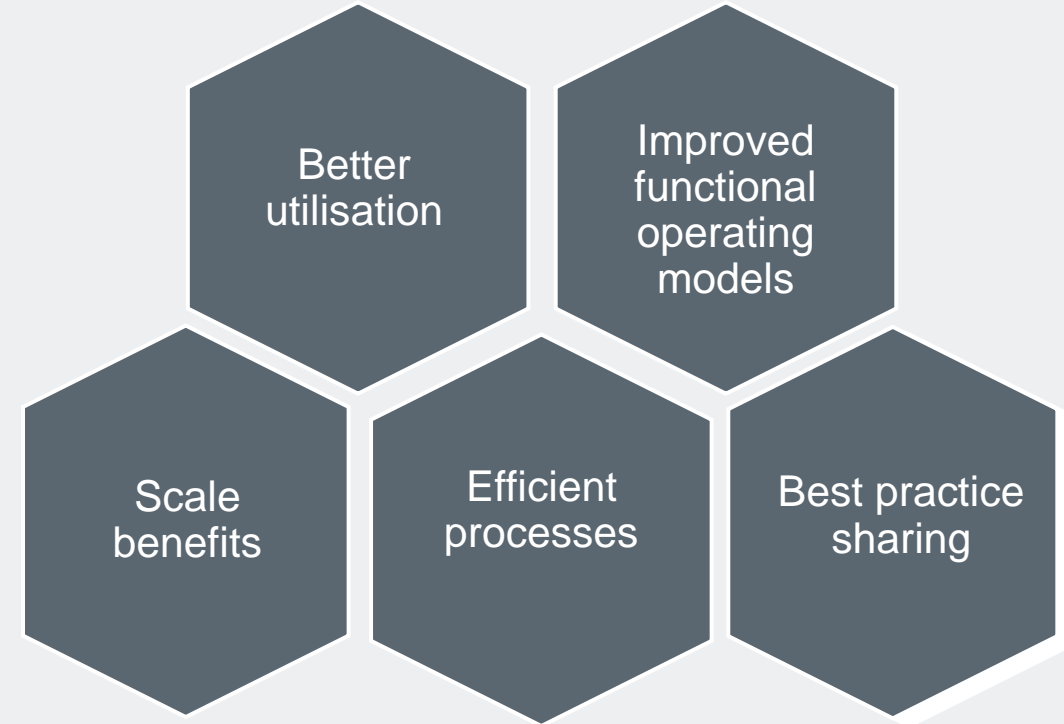 Better
utilisation
Improved
functional
operating
models
Scale
benefits
Efficient
processes
Best practice
sharing